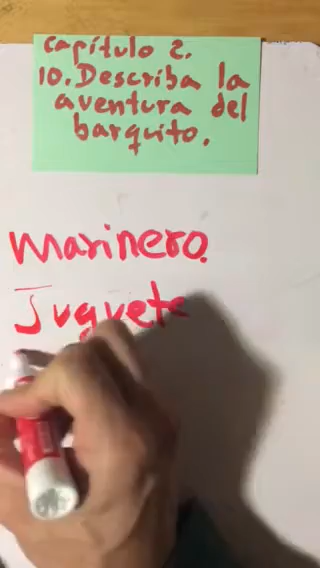 capítulo 2.
10. Describa la
aventura del
barquito.
Marinero.
Juguete